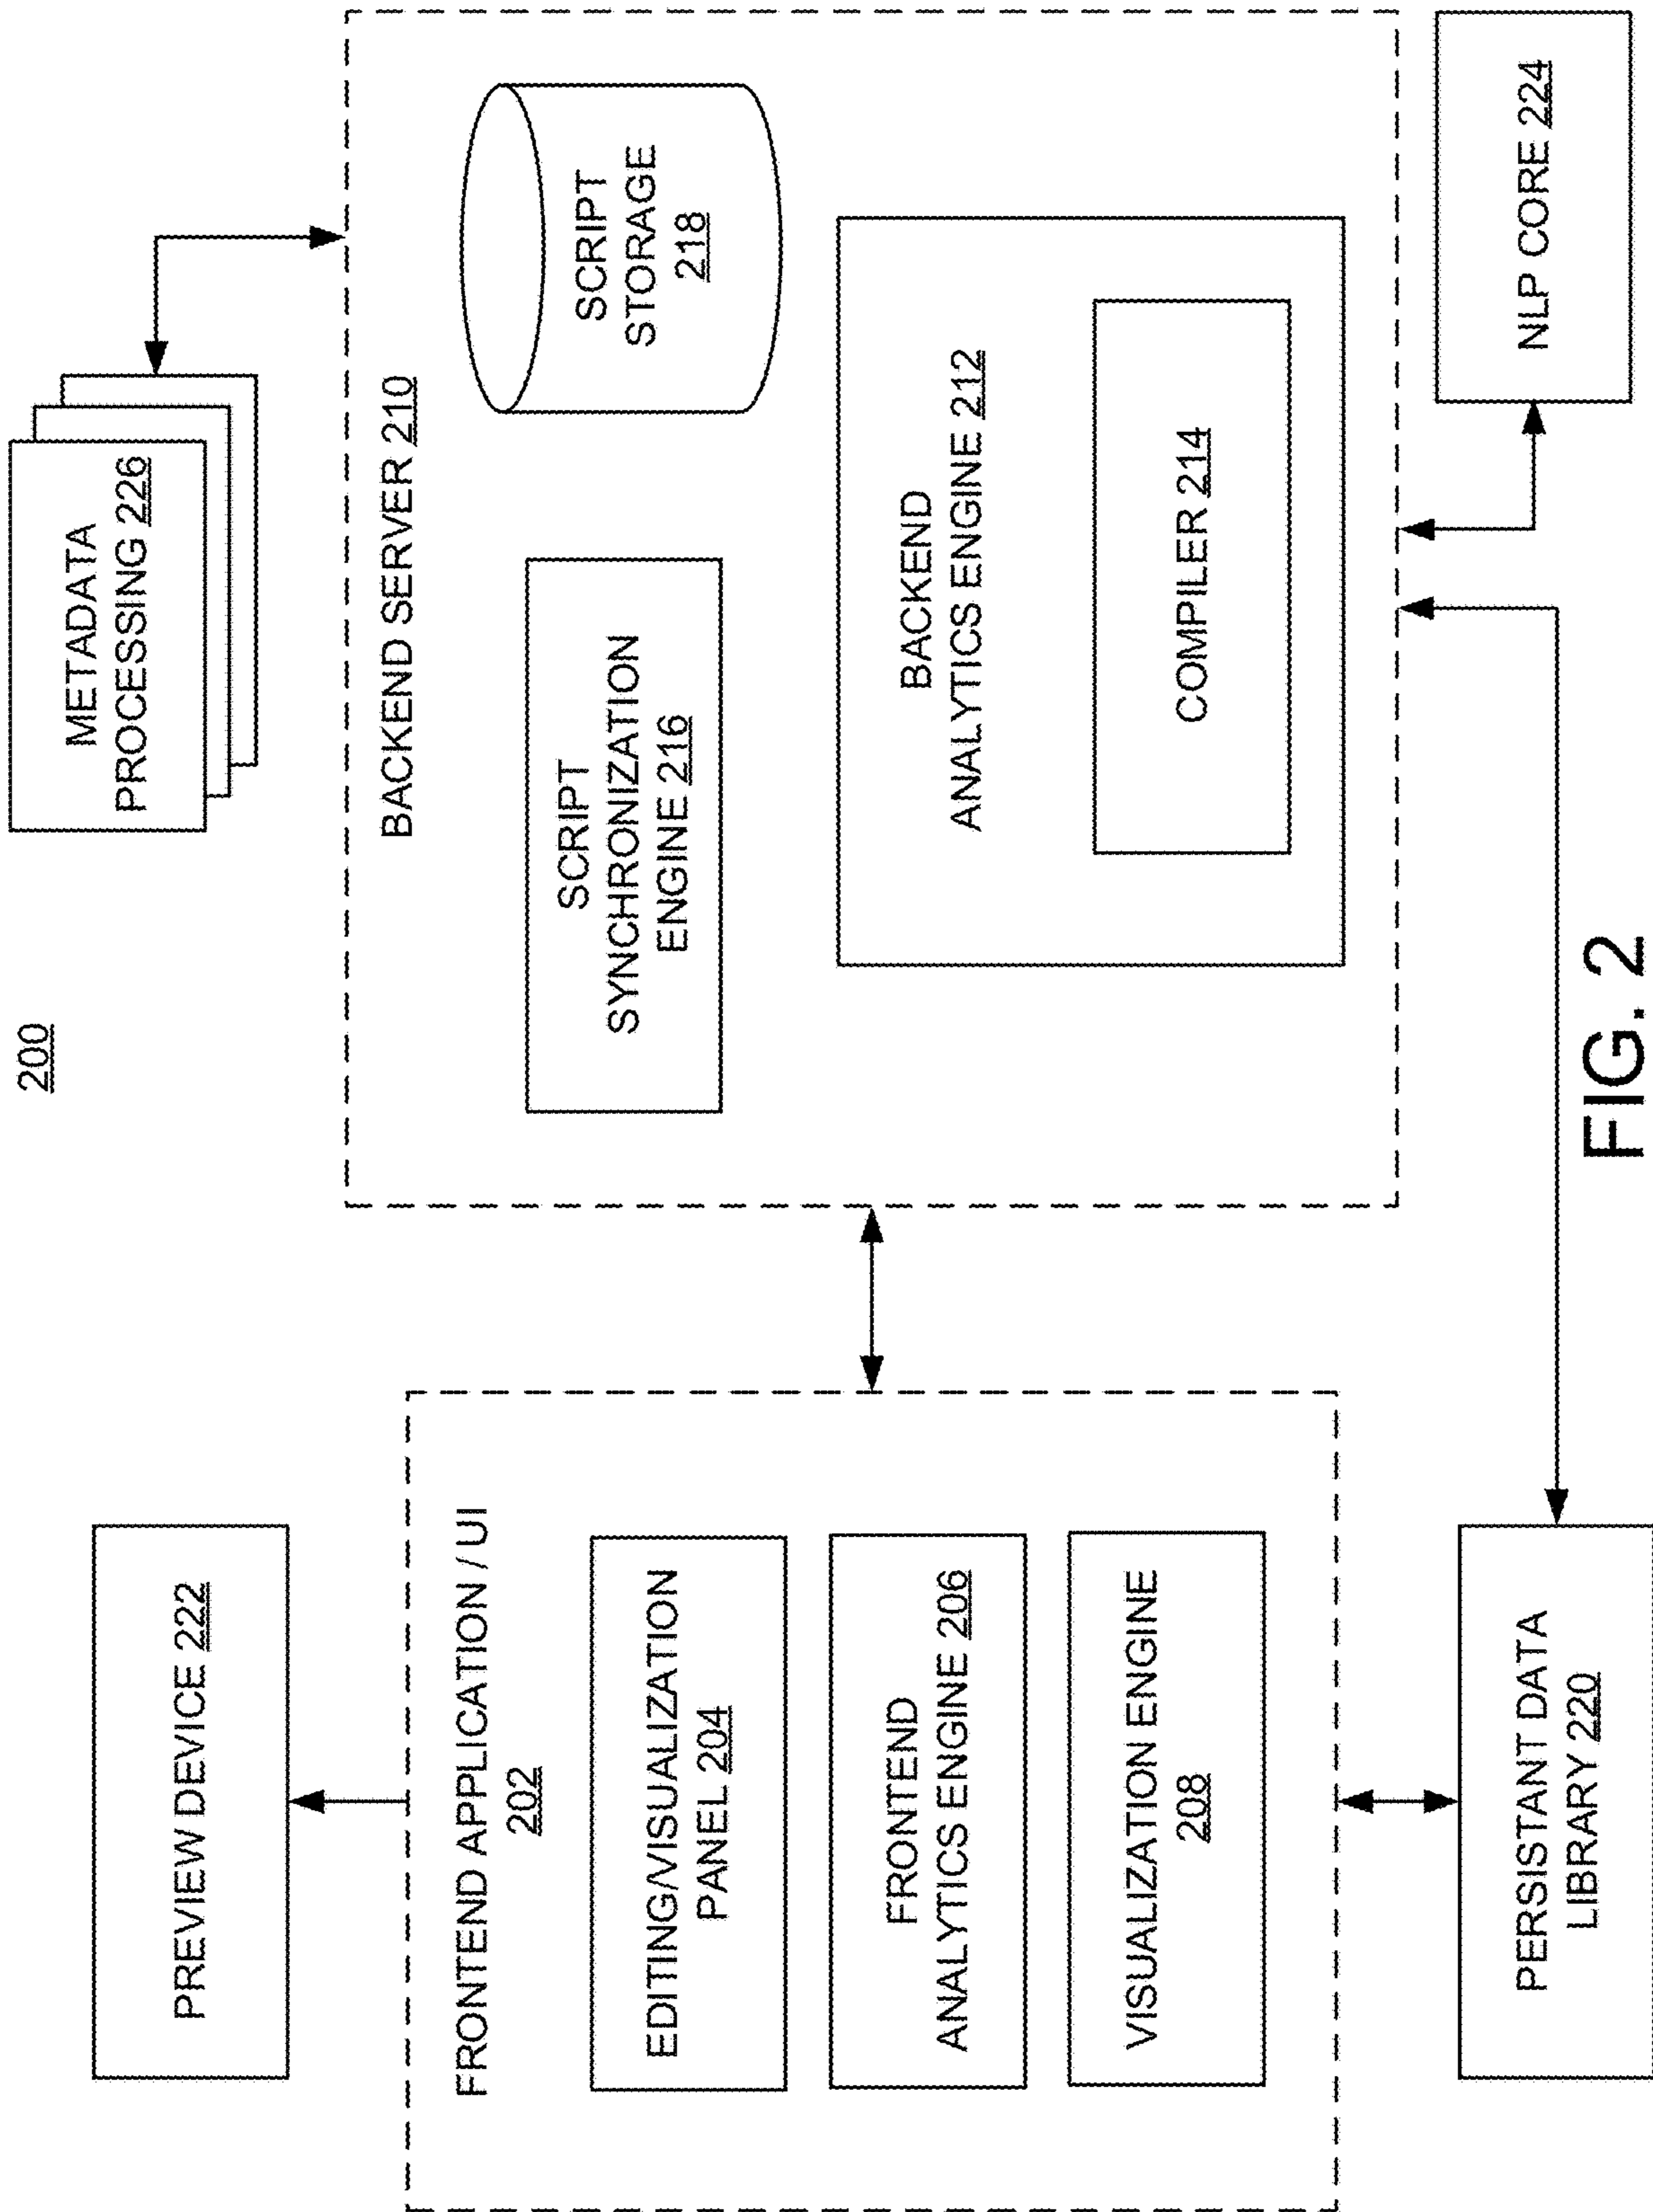 200
PREVIEW DEVICE 222
FRONTEND APPLICATION / UI
202
EDITING/VISUALIZATION
PANEL 204
FRONTEND
ANALYTICS ENGINE 206
VISUALIZATION ENGINE
208
PERSISTANT DATA
LIBRARY 220
METADATA
PROCESSING 226
BACKEND SERVER 210
SCRIPT
SYNCHRONIZATION
ENGINE 216
SCRIPT
STORAGE
218
BACKEND
ANALYTICS ENGINE 212
COMPILER 214
NLP CORE 224
FIG. 2